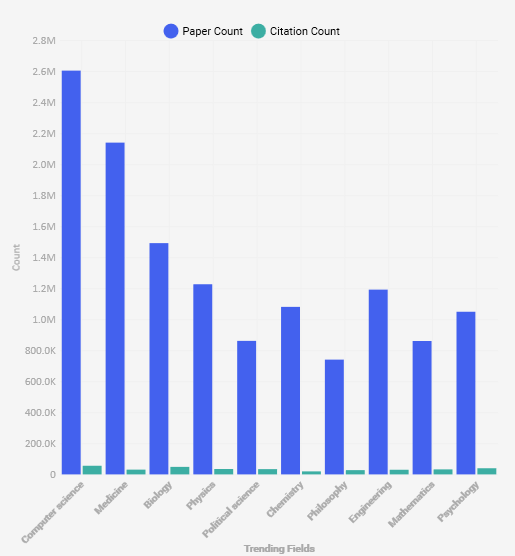 Paper Count Citation Count
2.8M
2.6M
2.4M
2.2M
2.0M
1.8M
1.6M
1.4M
1.2M
1.0M
800.0K
600.0K
400.0K
200.0K
0
Count
Computer science
Medicine
Biology
Physics
Political science
Chemistry
Philosophy
Engineering
Mathematics
Psychology
Trending Fields